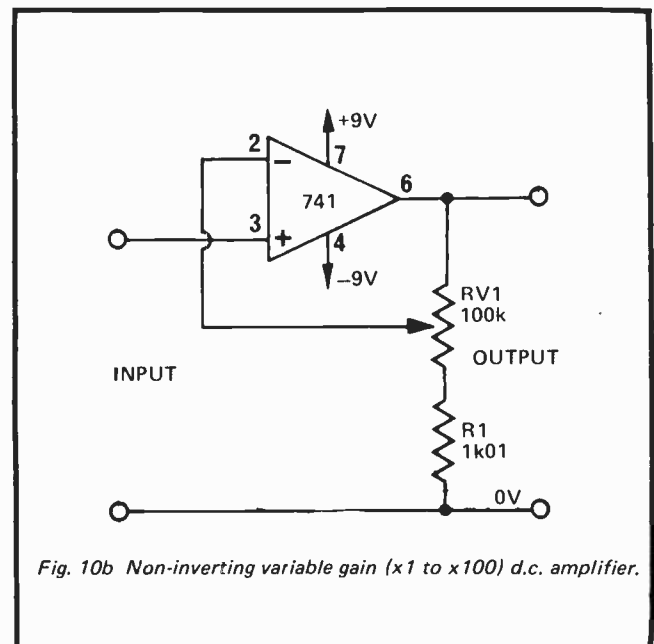 +9V
2
7
−
6
741
3
+
4
−9V
RV1
100k
INPUT
OUTPUT
R1
1k01
0V
Fig. 10b Non-inverting variable gain (x1 to x100) d.c. amplifier.